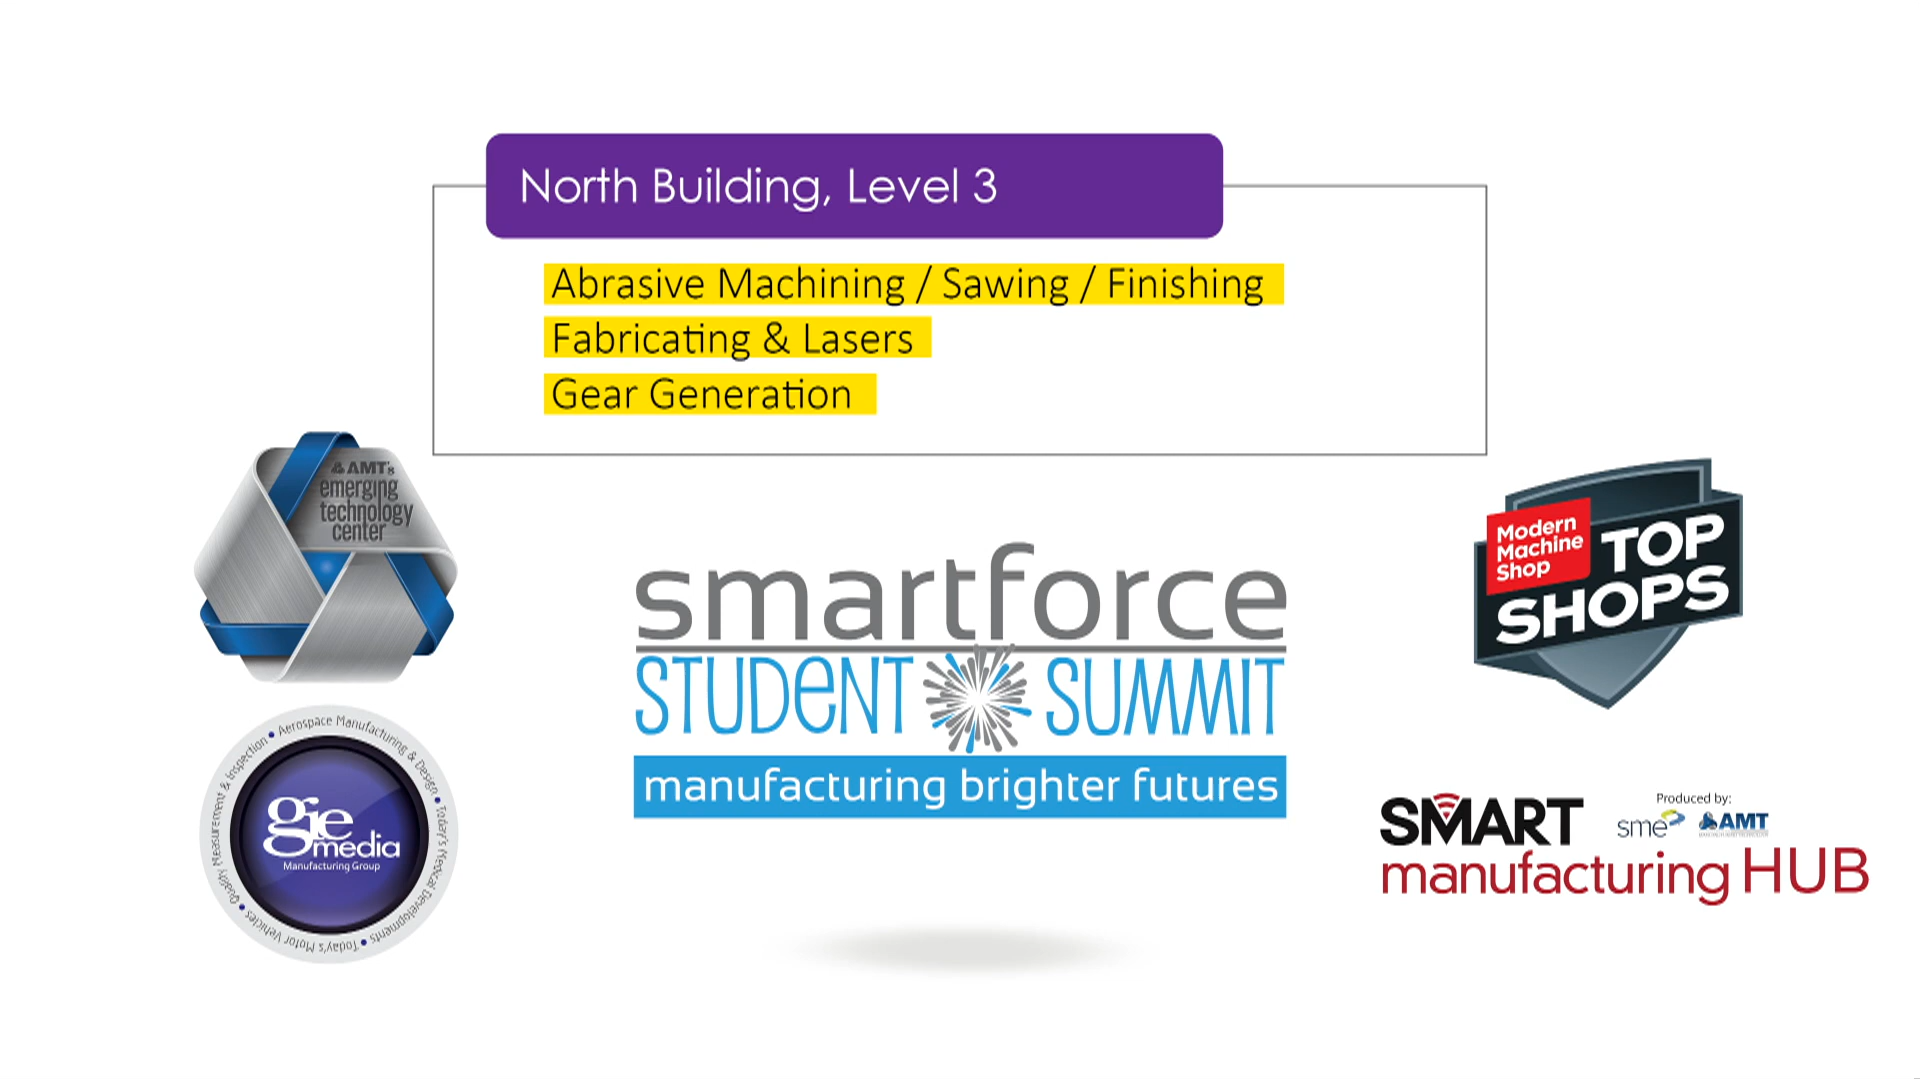 North Building, Level 3
Abrasive Machining / Sawing / Finishing
Fabricating & Lasers
Gear Generation
AMT's
emerging
technology
center
smartforce
STUDeNT SUMMIT
manufacturing brighter futures
Modern
Machine
Shop
TOP
SHOPS
• Aerospace Manufacturing & Design • Today's Medical Developments • Today's Motor Vehicles • Quality Measurement & Inspection
gie
media
Manufacturing Group
SMART
Produced by:
sme AMT
manufacturing HUB